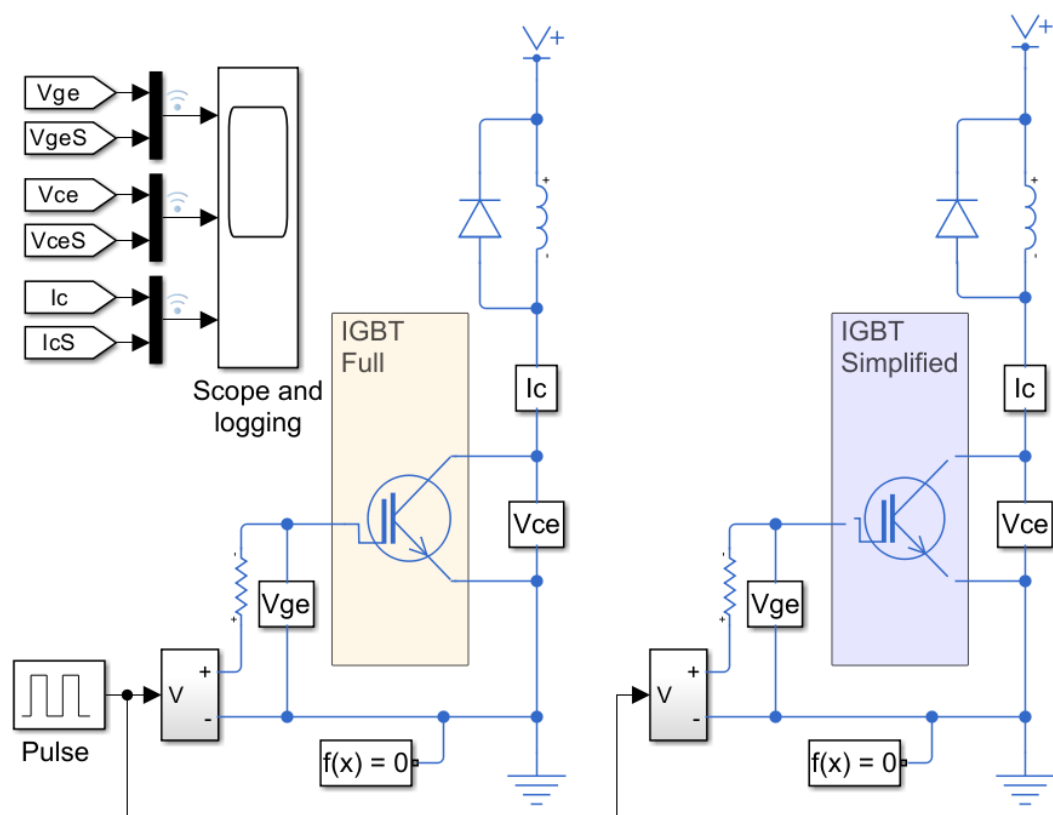 V+
V+
Vge
VgeS
Vce
VceS
Ic
IcS
Scope and
logging
+
-
+
-
IGBT
Full
IGBT
Simplified
Ic
Ic
Vce
Vce
-
+
Vge
-
+
Vge
Pulse
V
+
-
V
+
-
f(x) = 0
f(x) = 0